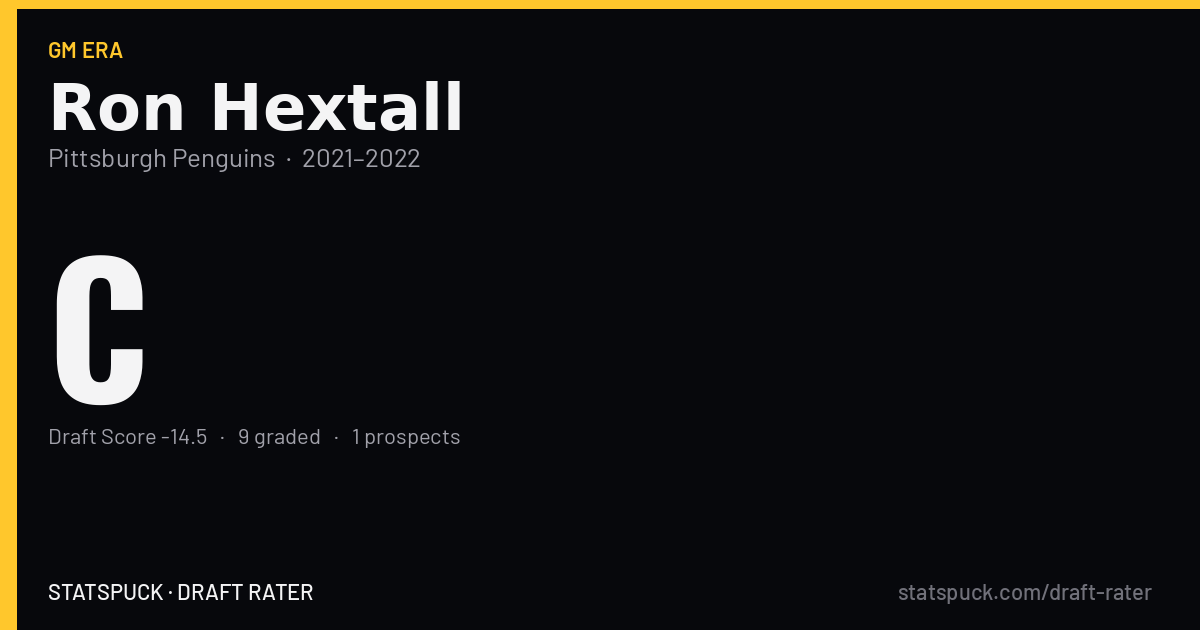 GM ERA
Ron Hextall
Pittsburgh Penguins · 2021–2022
C
Draft Score -14.5 · 9 graded · 1 prospects
STATSPUCK · DRAFT RATER
statspuck.com/draft-rater